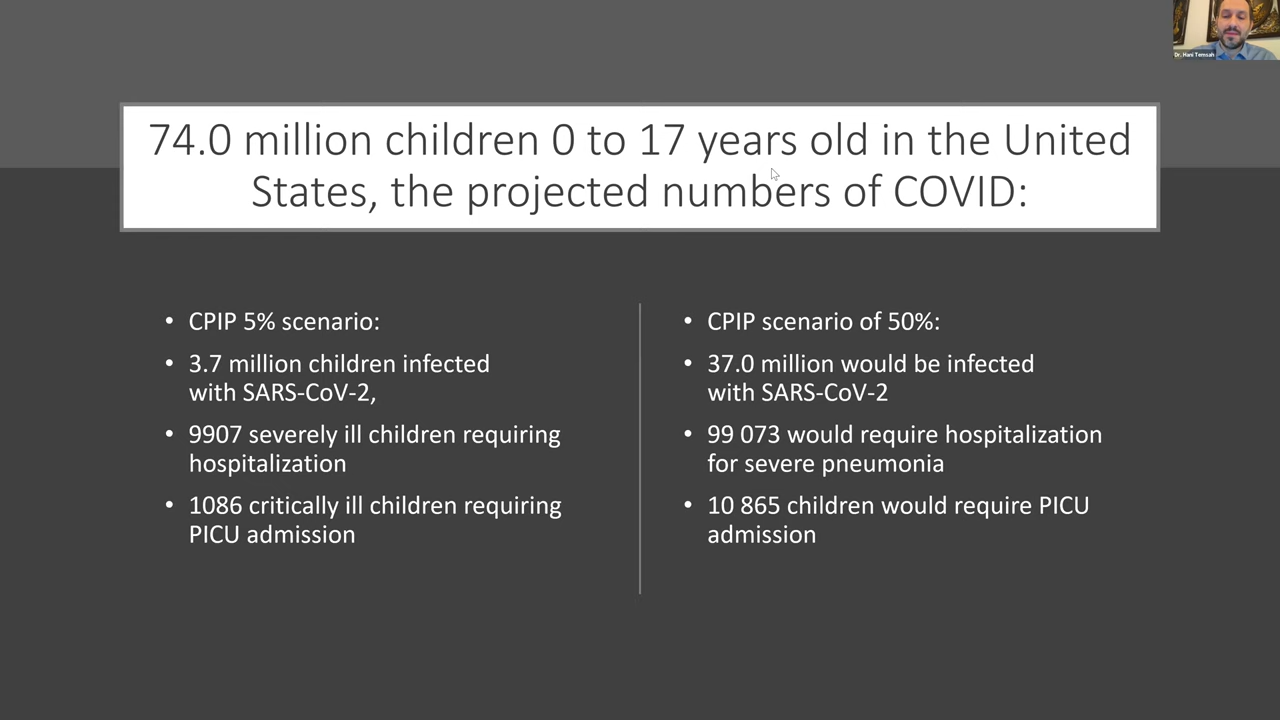 Dr. Hani Temsah
74.0 million children 0 to 17 years old in the United
States, the projected numbers of COVID:
• CPIP 5% scenario:
• 3.7 million children infected
with SARS-CoV-2,
• 9907 severely ill children requiring
hospitalization
• 1086 critically ill children requiring
PICU admission
• CPIP scenario of 50%:
• 37.0 million would be infected
with SARS-CoV-2
• 99 073 would require hospitalization
for severe pneumonia
• 10 865 children would require PICU
admission